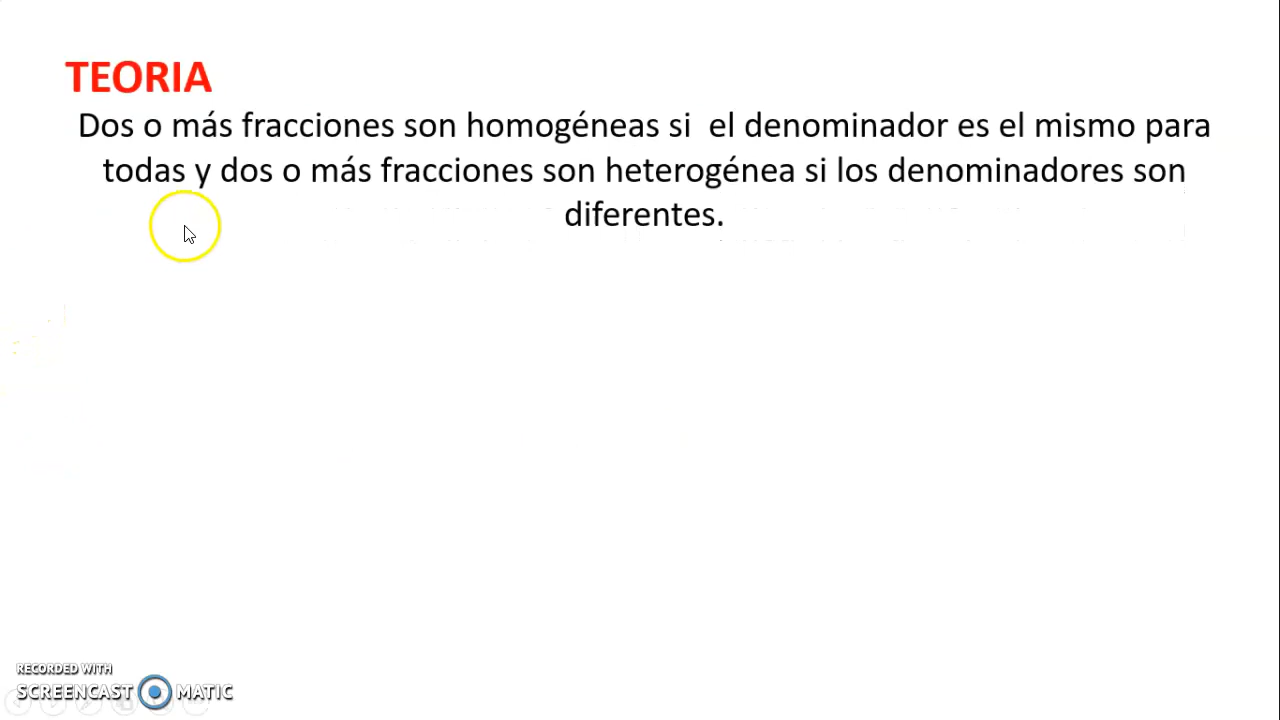 TEORIA
Dos o más fracciones son homogéneas si  el denominador es el mismo para
todas y dos o más fracciones son heterogénea si los denominadores son
diferentes.
RECORDED WITH
SCREENCAST MATIC